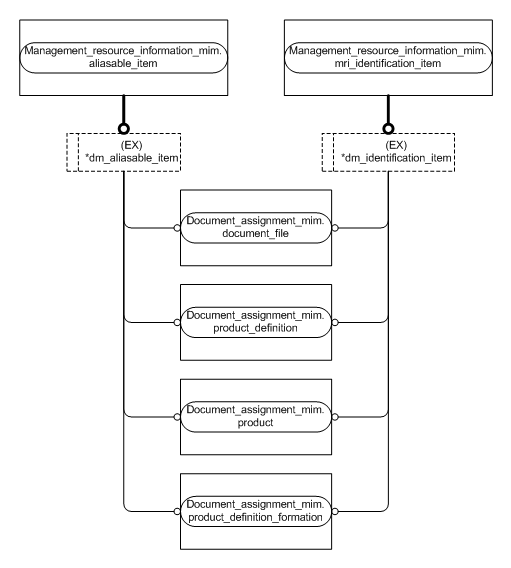 Management_resource_information_mim.
aliasable_item
Management_resource_information_mim.
mri_identification_item
(EX)
*dm_aliasable_item
(EX)
*dm_identification_item
Document_assignment_mim.
document_file
Document_assignment_mim.
product_definition
Document_assignment_mim.
product
Document_assignment_mim.
product_definition_formation